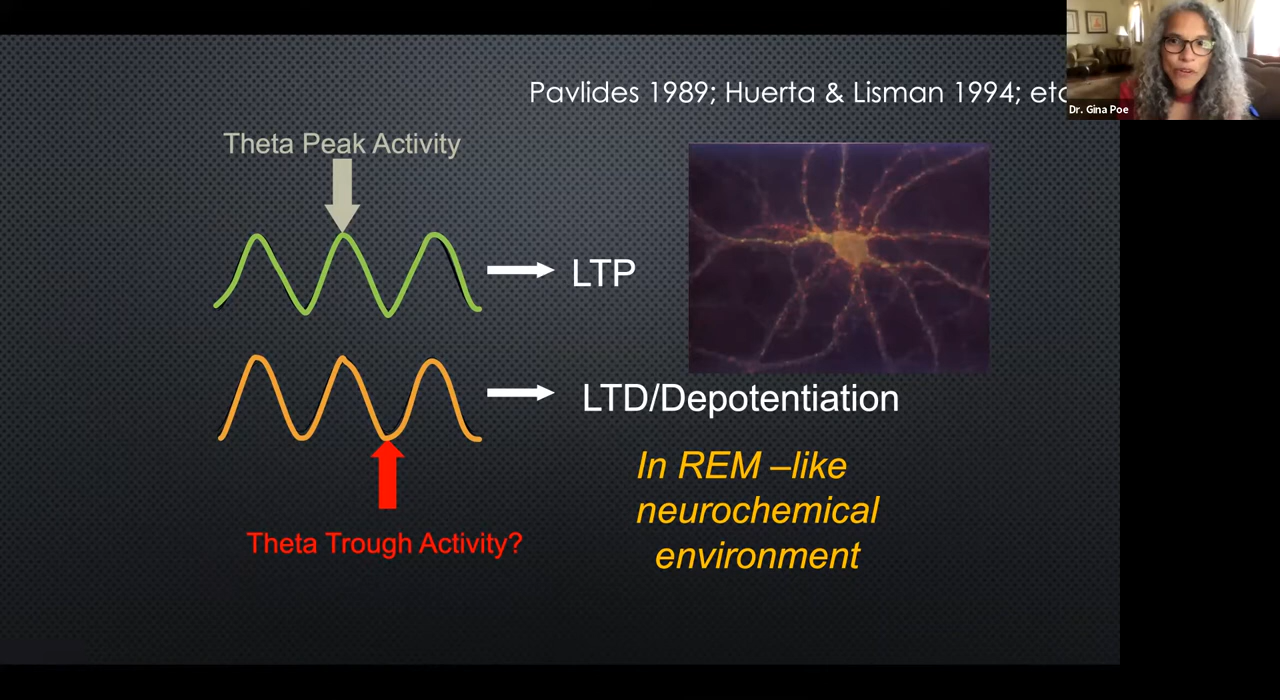 Pavlides 1989; Huerta & Lisman 1994; etc
Dr. Gina Poe
Theta Peak Activity
LTP
LTD/Depotentiation
In REM –like
neurochemical
environment
Theta Trough Activity?